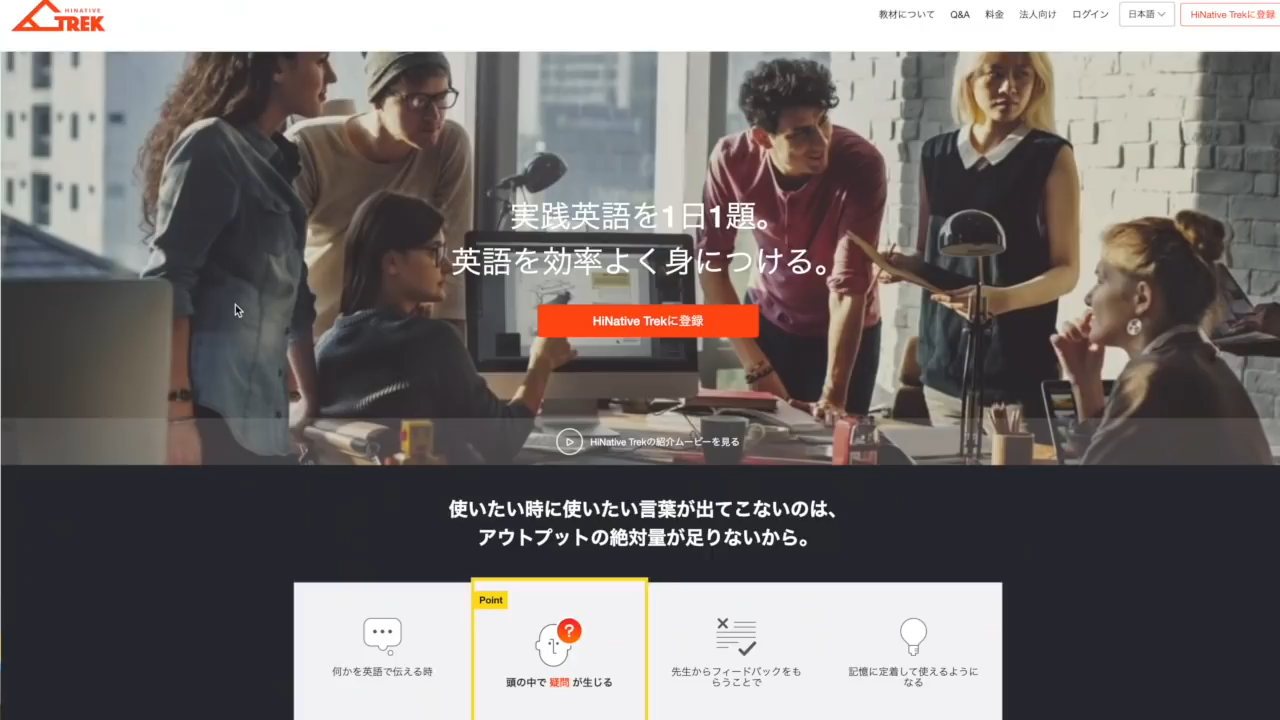 HINATIVE
TREK
教材について Q&A 料金 法人向け ログイン 日本語 HiNative Trekに登録
実践英語を1日1題。
英語を効率よく身につける。
HiNative Trekに登録
HiNative Trekの紹介ムービーを見る
使いたい時に使いたい言葉が出てこないのは、
アウトプットの絶対量が足りないから。
Point
?
何かを英語で伝える時
頭の中で 疑問 が生じる
先生からフィードバックをも
らうことで
記憶に定着して使えるように
なる